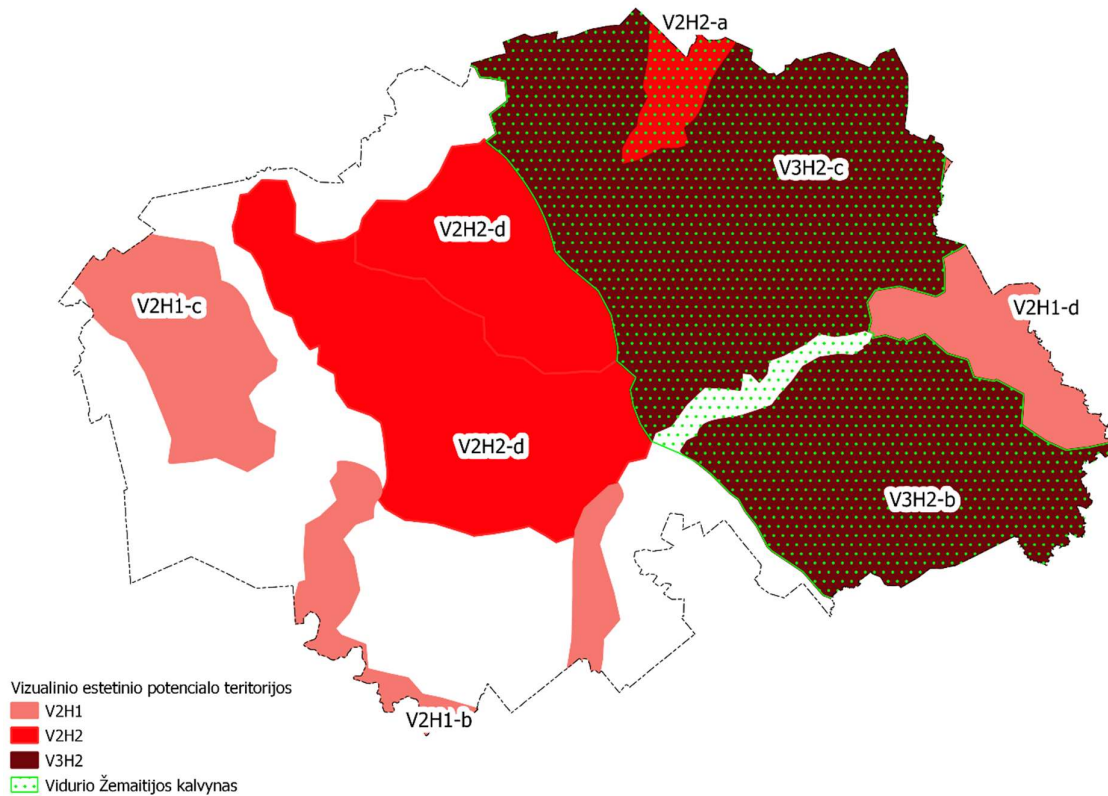 V2H2-a
V3H2-c
V2H2-d
V2H1-c
V2H1-d
V2H2-d
V3H2-b
V2H1-b
Vizualinio estetinio potencialo teritorijos
V2H1
V2H2
V3H2
Vidurio Žemaitijos kalvynas